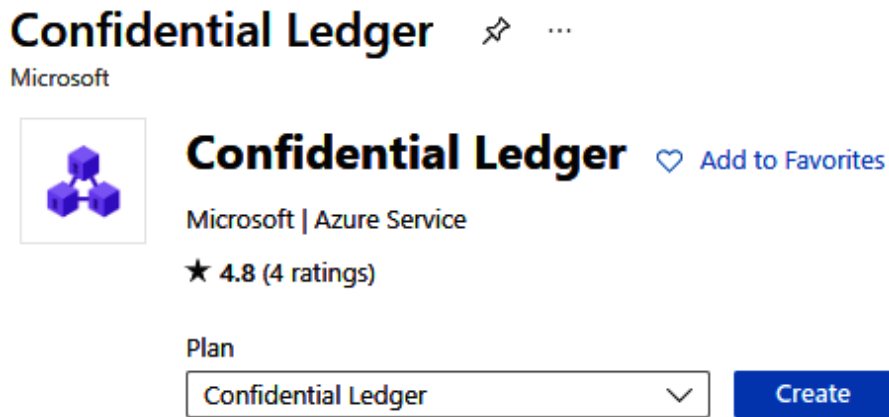 Confidential Ledger ...
Microsoft
Confidential Ledger Add to Favorites
Microsoft | Azure Service
★ 4.8 (4 ratings)
Plan
Confidential Ledger Create